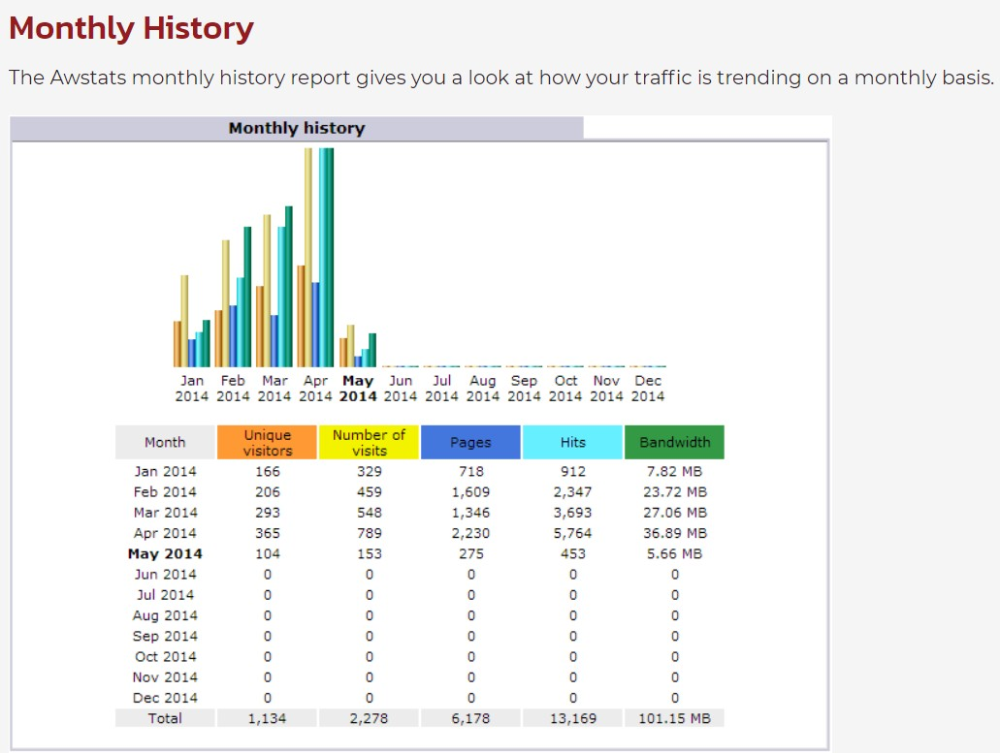 Monthly History
The Awstats monthly history report gives you a look at how your traffic is trending on a monthly basis.
Monthly history
Jan Feb Mar Apr May Jun Jul Aug Sep Oct Nov Dec
2014 2014 2014 2014 2014 2014 2014 2014 2014 2014 2014 2014
Month Unique visitors Number of visits Pages Hits Bandwidth
Jan 2014 166 329 718 912 7.82 MB
Feb 2014 206 459 1,609 2,347 23.72 MB
Mar 2014 293 548 1,346 3,693 27.06 MB
Apr 2014 365 789 2,230 5,764 36.89 MB
May 2014 104 153 275 453 5.66 MB
Jun 2014 0 0 0 0 0
Jul 2014 0 0 0 0 0
Aug 2014 0 0 0 0 0
Sep 2014 0 0 0 0 0
Oct 2014 0 0 0 0 0
Nov 2014 0 0 0 0 0
Dec 2014 0 0 0 0 0
Total 1,134 2,278 6,178 13,169 101.15 MB